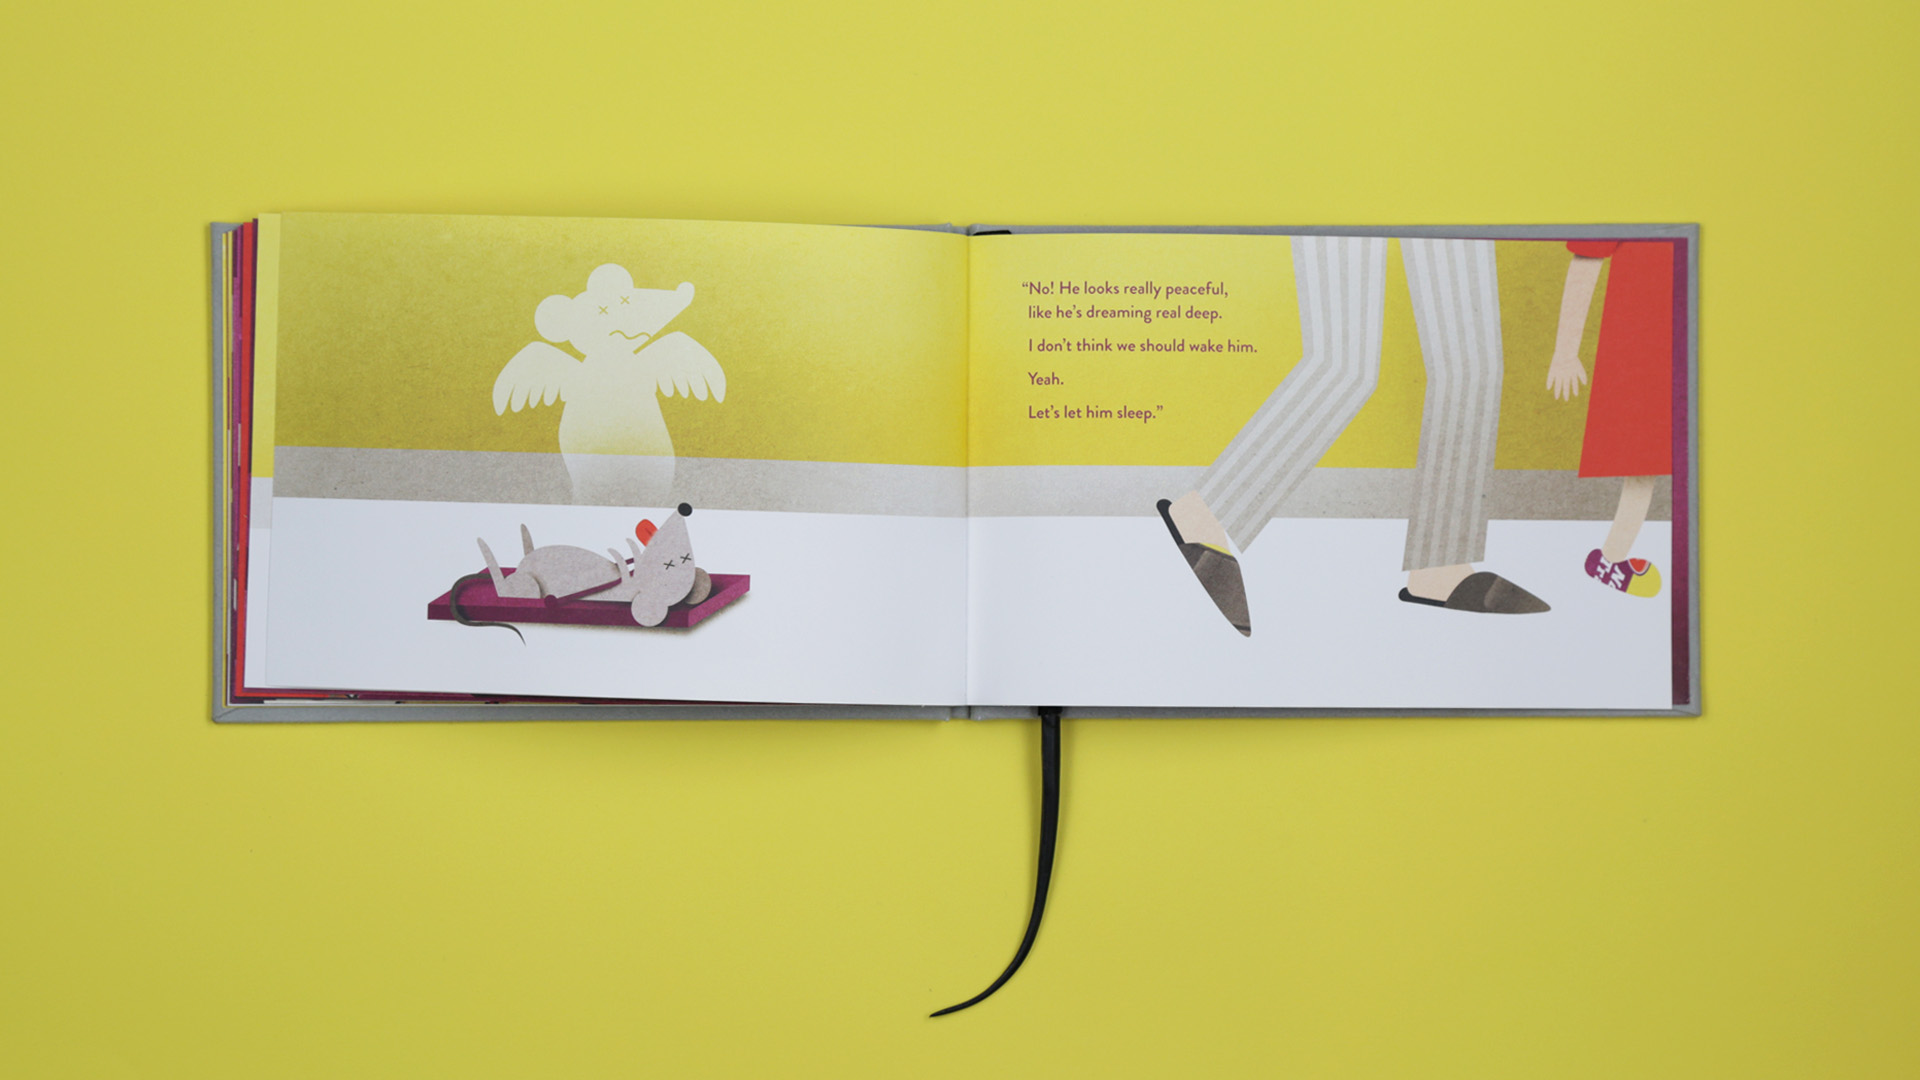 “No! He looks really peaceful,
like he’s dreaming real deep.
I don’t think we should wake him.
Yeah.
Let’s let him sleep.”